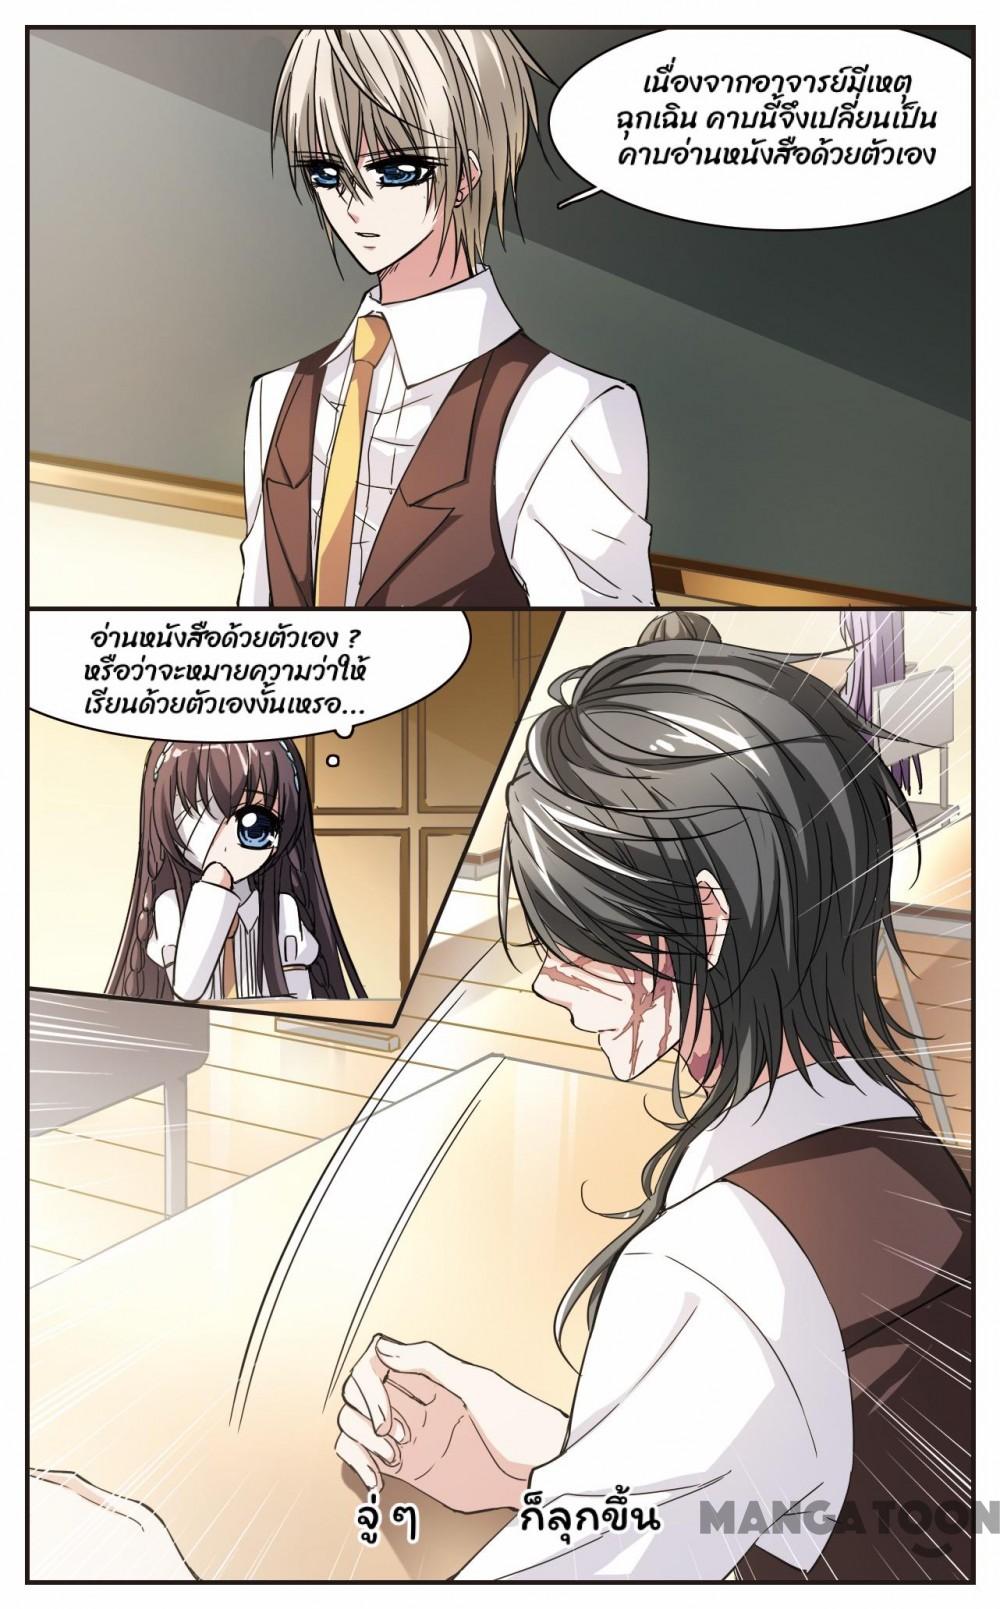 เนื่องจากอาจารย์มีเหตุ
ฉุกเฉิน คาบนี้จึงเปลี่ยนเป็น
คาบอ่านหนังสือด้วยตัวเอง
อ่านหนังสือด้วยตัวเอง ?
หรือว่าจะหมายความว่าให้
เรียนด้วยตัวเองงั้นเหรอ...
จู่ๆ ก็ลุกขึ้น
MANGATOON